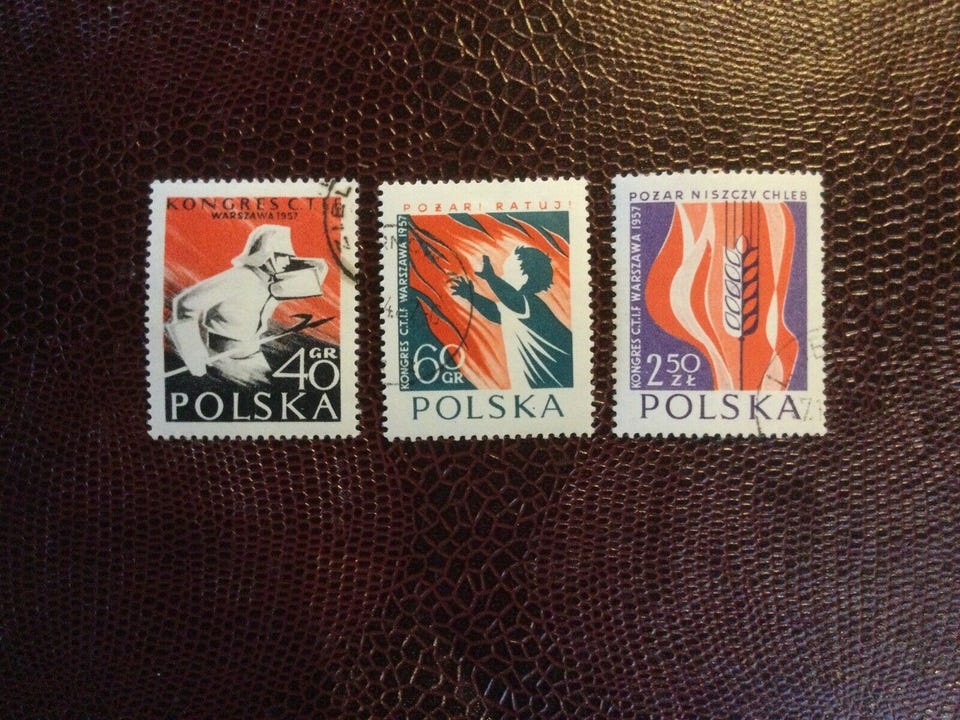 KONGRES C.T.
WARSZAWA 1957
40 GR
POLSKA
POŻAR! RATUJ!
KONGRES C.T.I.F WARSZAWA 1957
60 GR
POLSKA
POŻAR NISZCZY CHLEB
KONGRES C.T.I.F WARSZAWA 1957
2 50 ZŁ
POLSKA